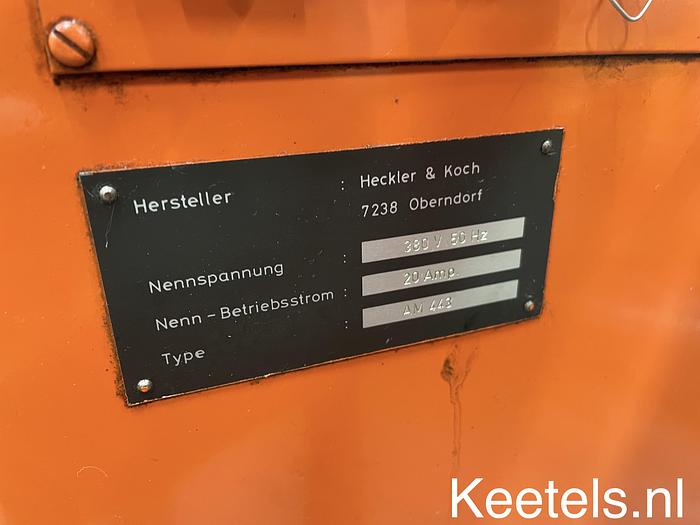 Hersteller : Heckler & Koch
7238 Oberndorf
Nennspannung : 380 V 50 Hz
Nenn-Betriebsstrom : 20 Amp.
Type : AM 443
Keetels.nl